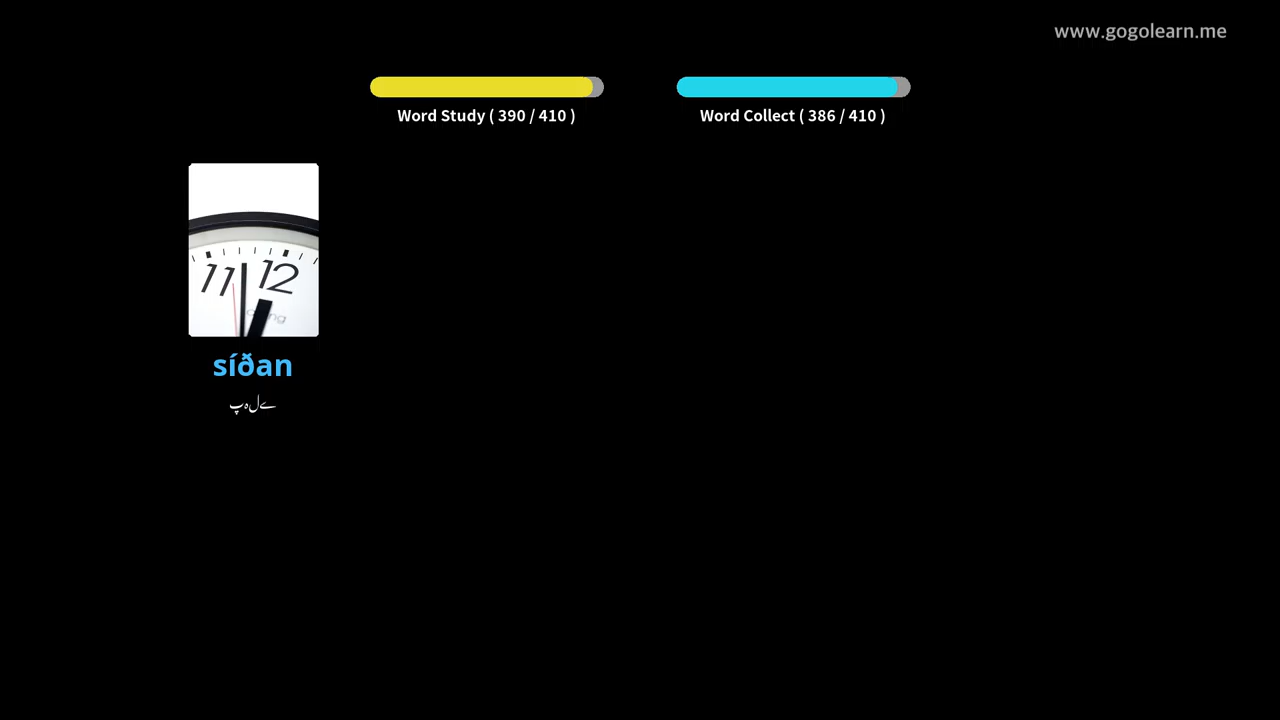 www.gogolearn.me
Word Study ( 390 / 410 )
Word Collect ( 386 / 410 )
11 12
síðan
پہلے